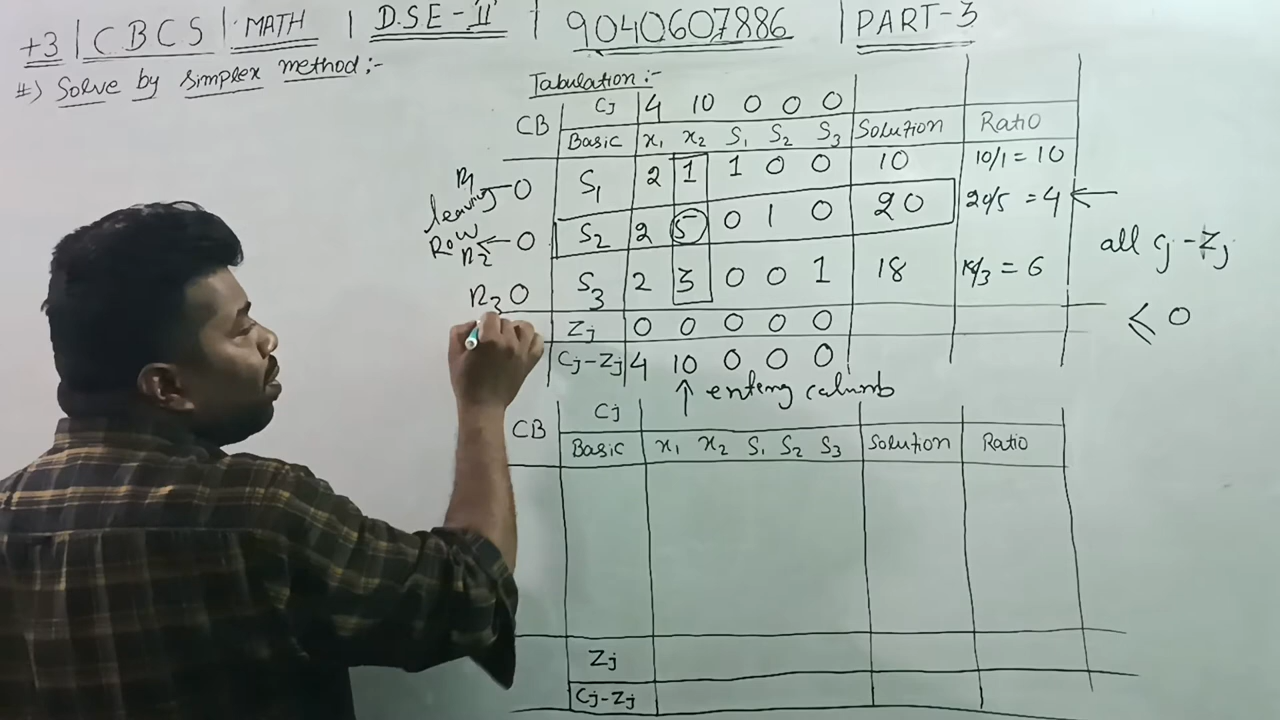 +3 | CBCS | MATH | D.S.E-II | 9040607886 | PART-3
#) Solve by simplex method:-
Tabulation:-
CB Cj 4 10 0 0 0
Basic x₁ x₂ S₁ S₂ S₃ Solution Ratio
R₁ 0 S₁ 2 1 1 0 0 10 10/1 = 10
leaving Row
R₂ ← 0 S₂ 2 5 0 1 0 20 20/5 = 4 ←
R₃ 0 S₃ 2 3 0 0 1 18 18/3 = 6
Zj 0 0 0 0 0
Cj-Zj 4 10 0 0 0
all Cj-Zj
≤ 0
↑ entering
CB Cj
Basic x₁ x₂ S₁ S₂ S₃ Solution Ratio
Zj
Cj-Zj